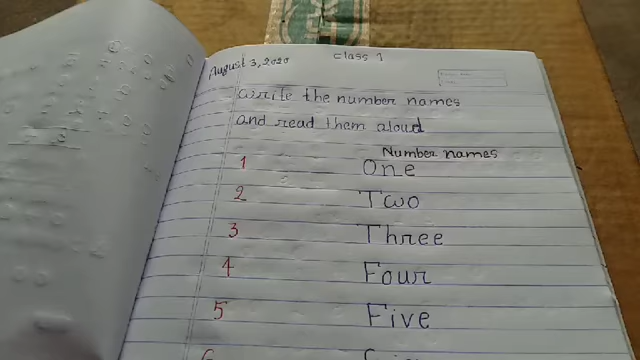 August 3, 2020
Class 1
Write the number names
and read them aloud
Number names
1 One
2 Two
3 Three
4 Four
5 Five
6